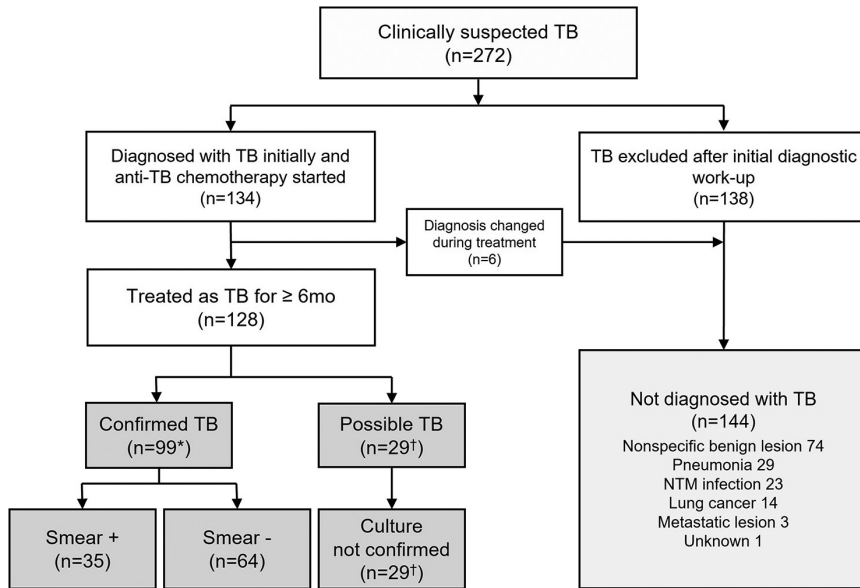 Clinically suspected TB
(n=272)
Diagnosed with TB initially and
anti-TB chemotherapy started
(n=134)
TB excluded after initial diagnostic
work-up
(n=138)
Diagnosis changed
during treatment
(n=6)
Treated as TB for ≥ 6mo
(n=128)
Confirmed TB
(n=99*)
Possible TB
(n=29†)
Smear +
(n=35)
Smear -
(n=64)
Culture
not confirmed
(n=29†)
Not diagnosed with TB
(n=144)
Nonspecific benign lesion 74
Pneumonia 29
NTM infection 23
Lung cancer 14
Metastatic lesion 3
Unknown 1